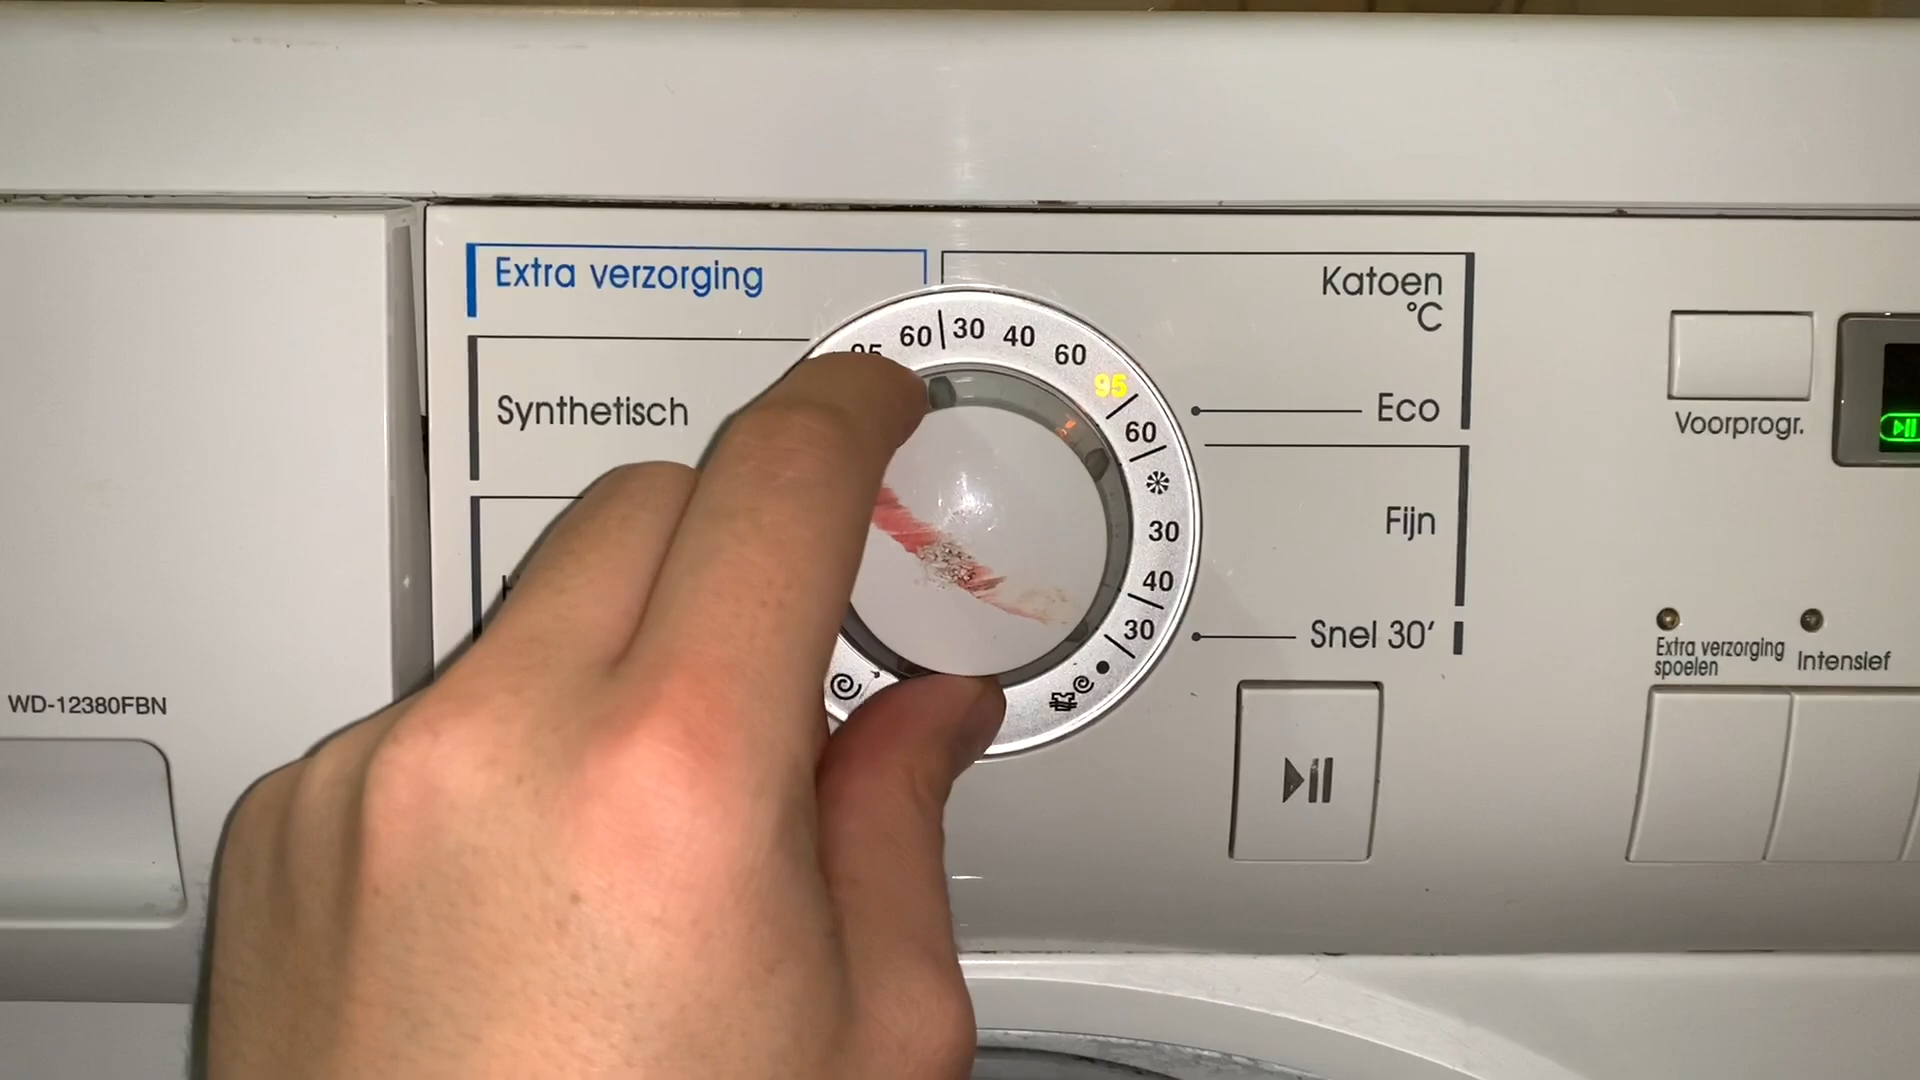 Extra verzorging
Katoen
°C
60 30 40 60 95
Synthetisch
Eco
60
Fijn
30
40
30
Snel 30′
Voorprogr.
Extra verzorging
spoelen
Intensief
WD-12380FBN